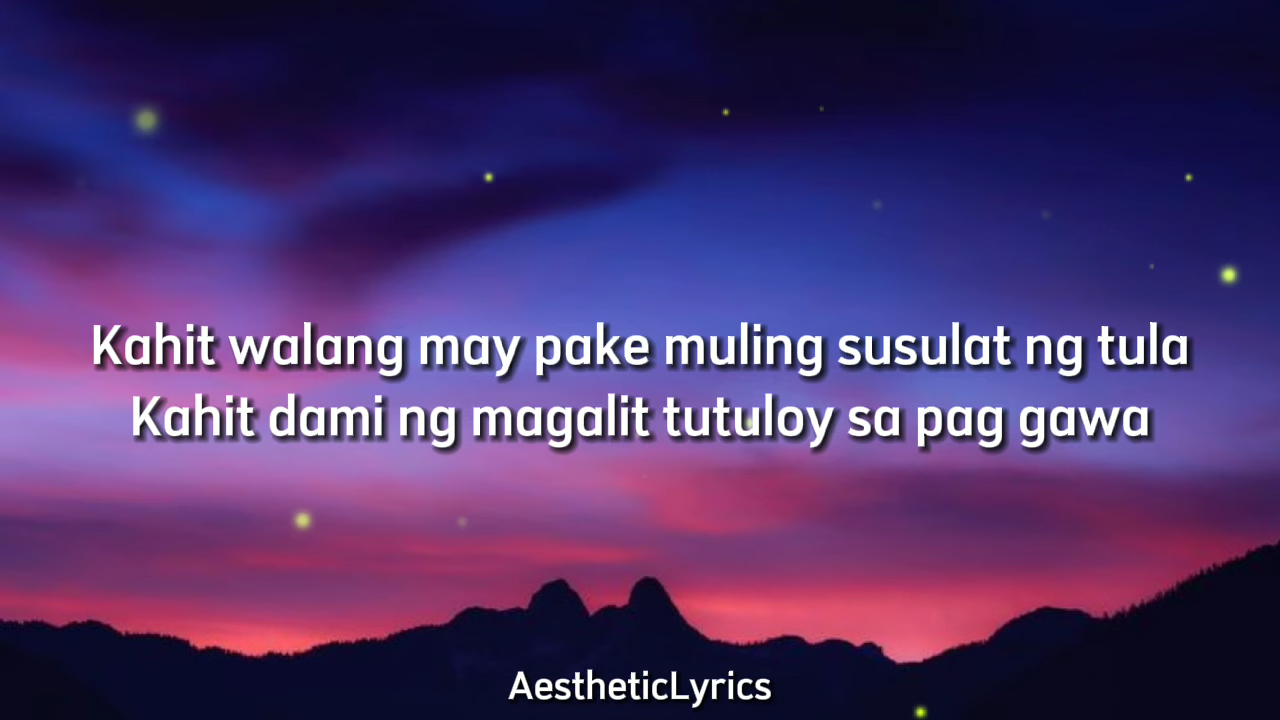 Kahit walang may pake muling susulat ng tula
Kahit dami ng magalit tutuloy sa pag gawa
AestheticLyrics